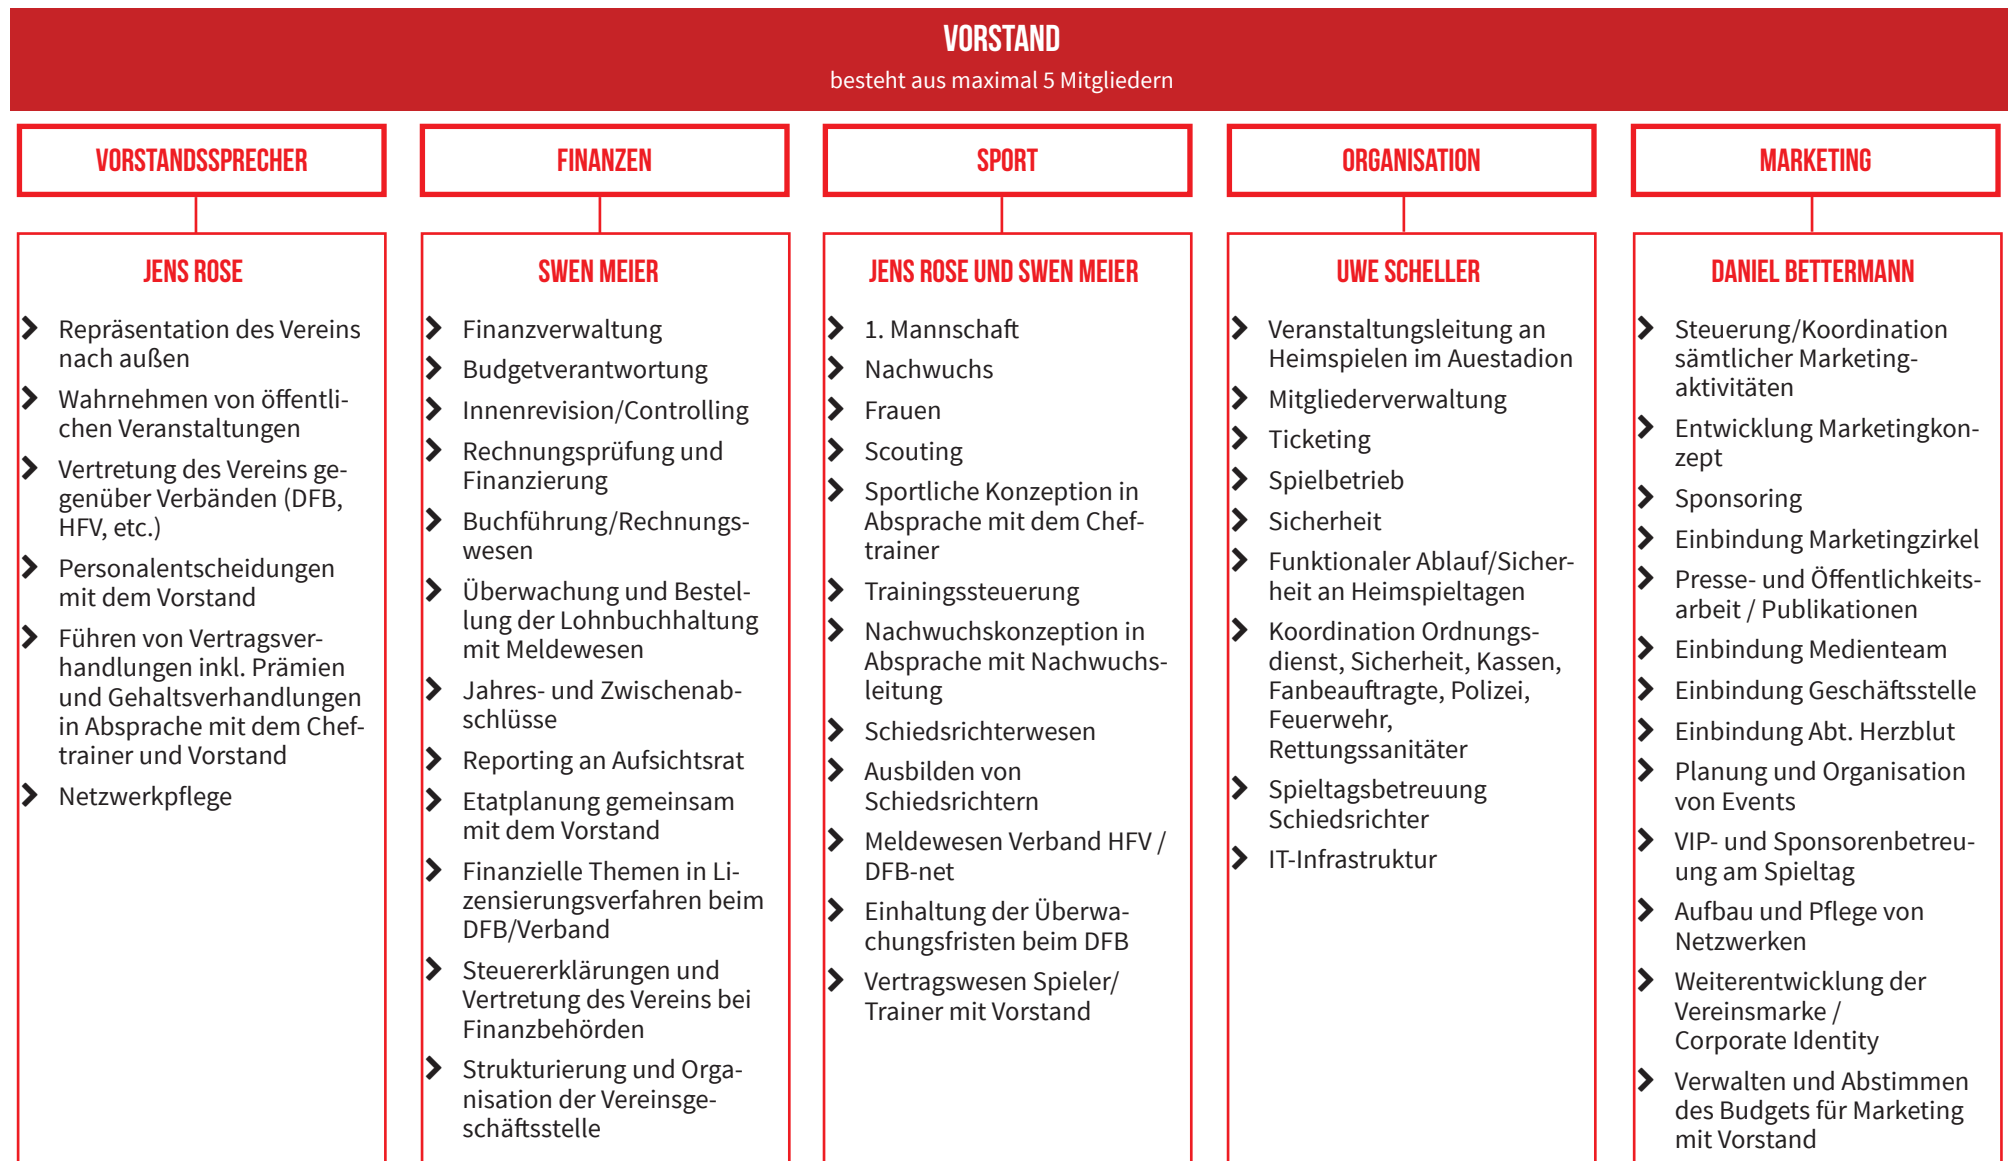 VORSTAND
besteht aus maximal 5 Mitgliedern
VORSTANDSSPRECHER
JENS ROSE
Repräsentation des Vereins
nach außen
Wahrnehmen von öffentli-
chen Veranstaltungen
Vertretung des Vereins ge-
genüber Verbänden (DFB,
HFV, etc.)
Personalentscheidungen
mit dem Vorstand
Führen von Vertragsver-
handlungen inkl. Prämien
und Gehaltsverhandlungen
in Absprache mit dem Chef-
trainer und Vorstand
Netzwerkpflege
FINANZEN
SWEN MEIER
Finanzverwaltung
Budgetverantwortung
Innenrevision/Controlling
Rechnungsprüfung und
Finanzierung
Buchführung/Rechnungs-
wesen
Überwachung und Bestel-
lung der Lohnbuchhaltung
mit Meldewesen
Jahres- und Zwischenab-
schlüsse
Reporting an Aufsichtsrat
Etatplanung gemeinsam
mit dem Vorstand
Finanzielle Themen in Li-
zensierungsverfahren beim
DFB/Verband
Steuererklärungen und
Vertretung des Vereins bei
Finanzbehörden
Strukturierung und Orga-
nisation der Vereinsge-
schäftsstelle
SPORT
JENS ROSE UND SWEN MEIER
1. Mannschaft
Nachwuchs
Frauen
Scouting
Sportliche Konzeption in
Absprache mit dem Chef-
trainer
Trainingssteuerung
Nachwuchskonzeption in
Absprache mit Nachwuchs-
leitung
Schiedsrichterwesen
Ausbilden von
Schiedsrichtern
Meldewesen Verband HFV /
DFB-net
Einhaltung der Überwa-
chungsfristen beim DFB
Vertragswesen Spieler/
Trainer mit Vorstand
ORGANISATION
UWE SCHELLER
Veranstaltungsleitung an
Heimspielen im Auestadion
Mitgliederverwaltung
Ticketing
Spielbetrieb
Sicherheit
Funktionaler Ablauf/Sicher-
heit an Heimspieltagen
Koordination Ordnungs-
dienst, Sicherheit, Kassen,
Fanbeauftragte, Polizei,
Feuerwehr,
Rettungssanitäter
Spieltagsbetreuung
Schiedsrichter
IT-Infrastruktur
MARKETING
DANIEL BETTERMANN
Steuerung/Koordination
sämtlicher Marketing-
aktivitäten
Entwicklung Marketingkon-
zept
Sponsoring
Einbindung Marketingzirkel
Presse- und Öffentlichkeits-
arbeit / Publikationen
Einbindung Medienteam
Einbindung Geschäftsstelle
Einbindung Abt. Herzblut
Planung und Organisation
von Events
VIP- und Sponsorenbetreu-
ung am Spieltag
Aufbau und Pflege von
Netzwerken
Weiterentwicklung der
Vereinsmarke /
Corporate Identity
Verwalten und Abstimmen
des Budgets für Marketing
mit Vorstand